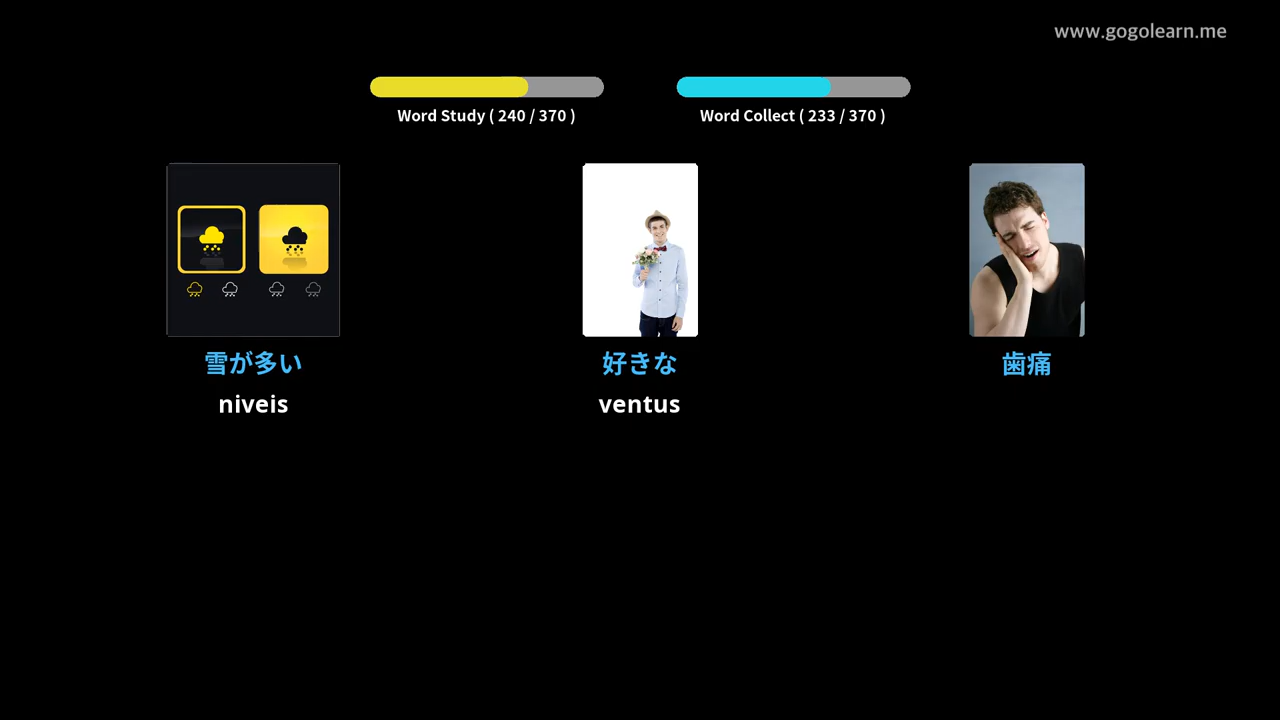 www.gogolearn.me
Word Study ( 240 / 370 )
Word Collect ( 233 / 370 )
雪が多い
niveis
好きな
ventus
歯痛